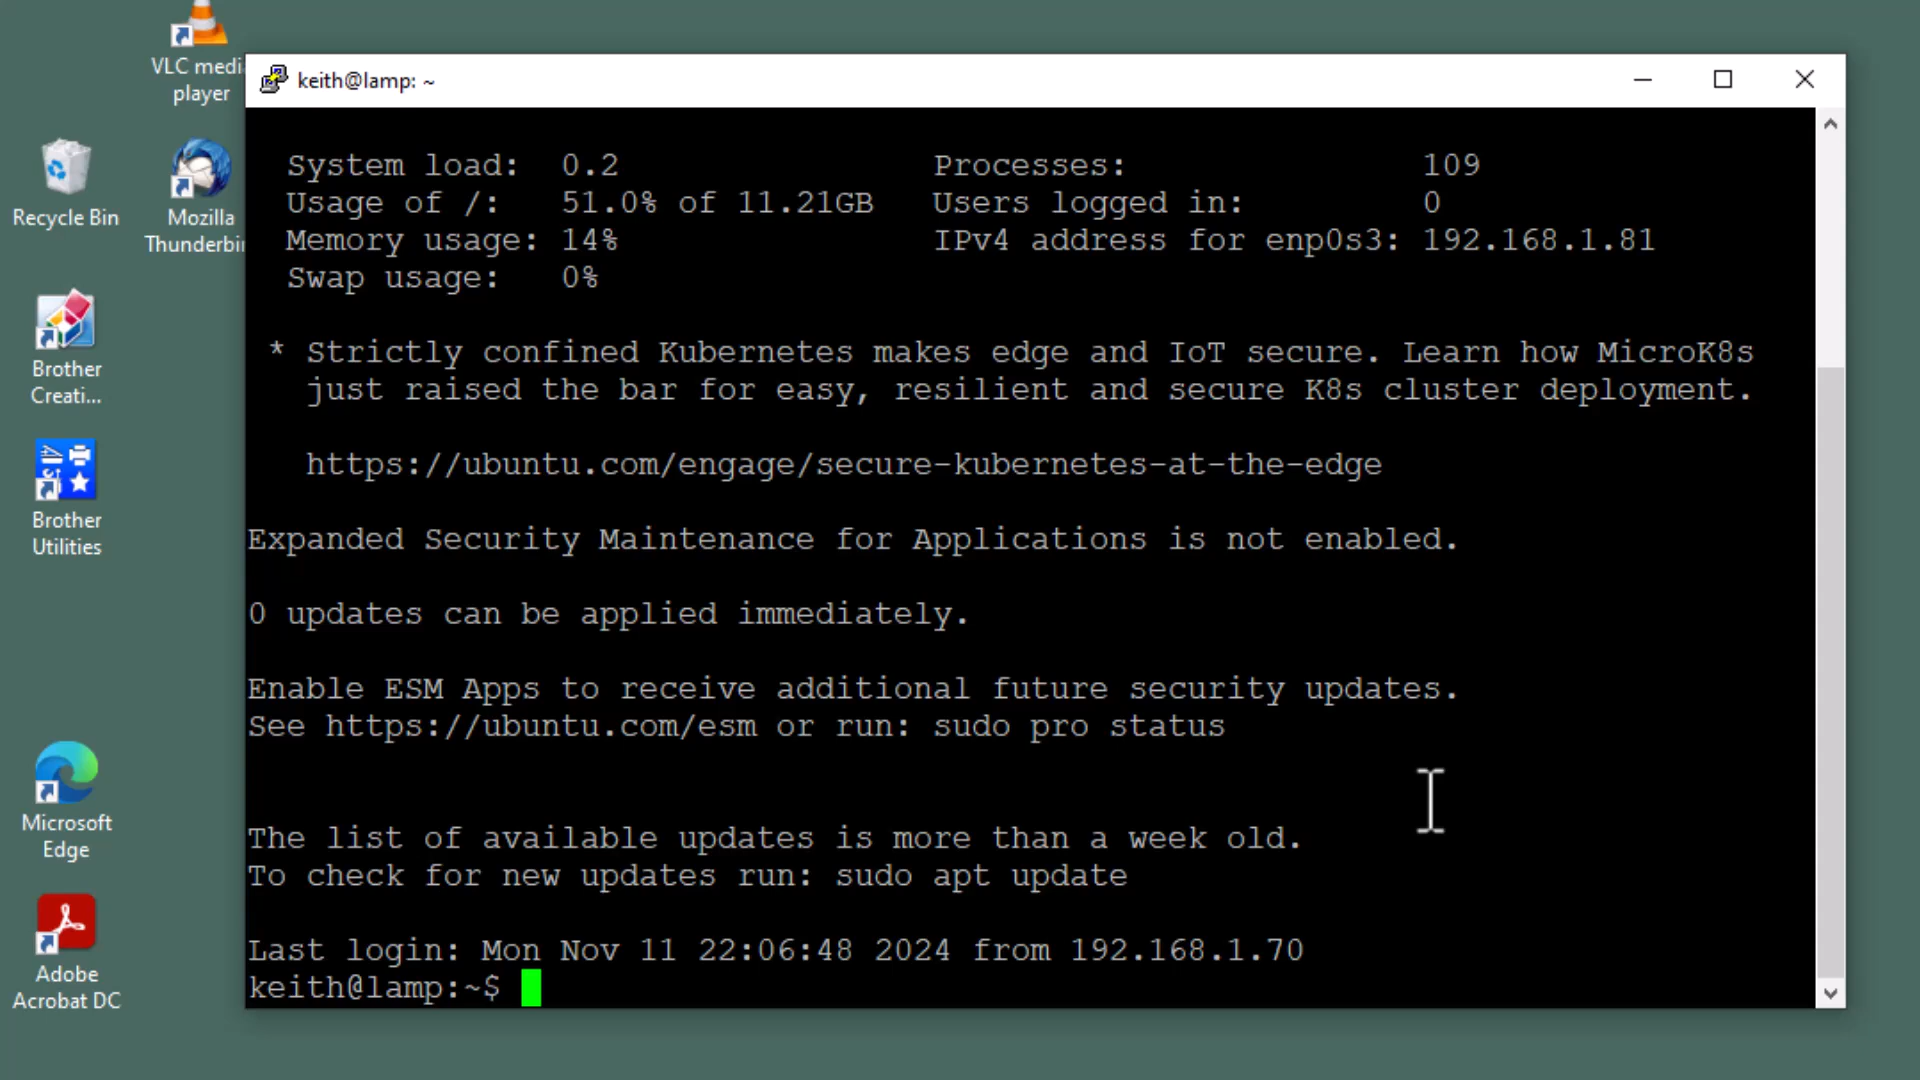 VLC medi
player
keith@lamp: ~
Recycle Bin
Mozilla
Thunderbi
Brother
Creati...
Brother
Utilities
Microsoft
Edge
Adobe
Acrobat DC
System load: 0.2 Processes: 109
Usage of /: 51.0% of 11.21GB Users logged in: 0
Memory usage: 14% IPv4 address for enp0s3: 192.168.1.81
Swap usage: 0%
* Strictly confined Kubernetes makes edge and IoT secure. Learn how MicroK8s
just raised the bar for easy, resilient and secure K8s cluster deployment.
https://ubuntu.com/engage/secure-kubernetes-at-the-edge
Expanded Security Maintenance for Applications is not enabled.
0 updates can be applied immediately.
Enable ESM Apps to receive additional future security updates.
See https://ubuntu.com/esm or run: sudo pro status
The list of available updates is more than a week old.
To check for new updates run: sudo apt update
Last login: Mon Nov 11 22:06:48 2024 from 192.168.1.70
keith@lamp:~$